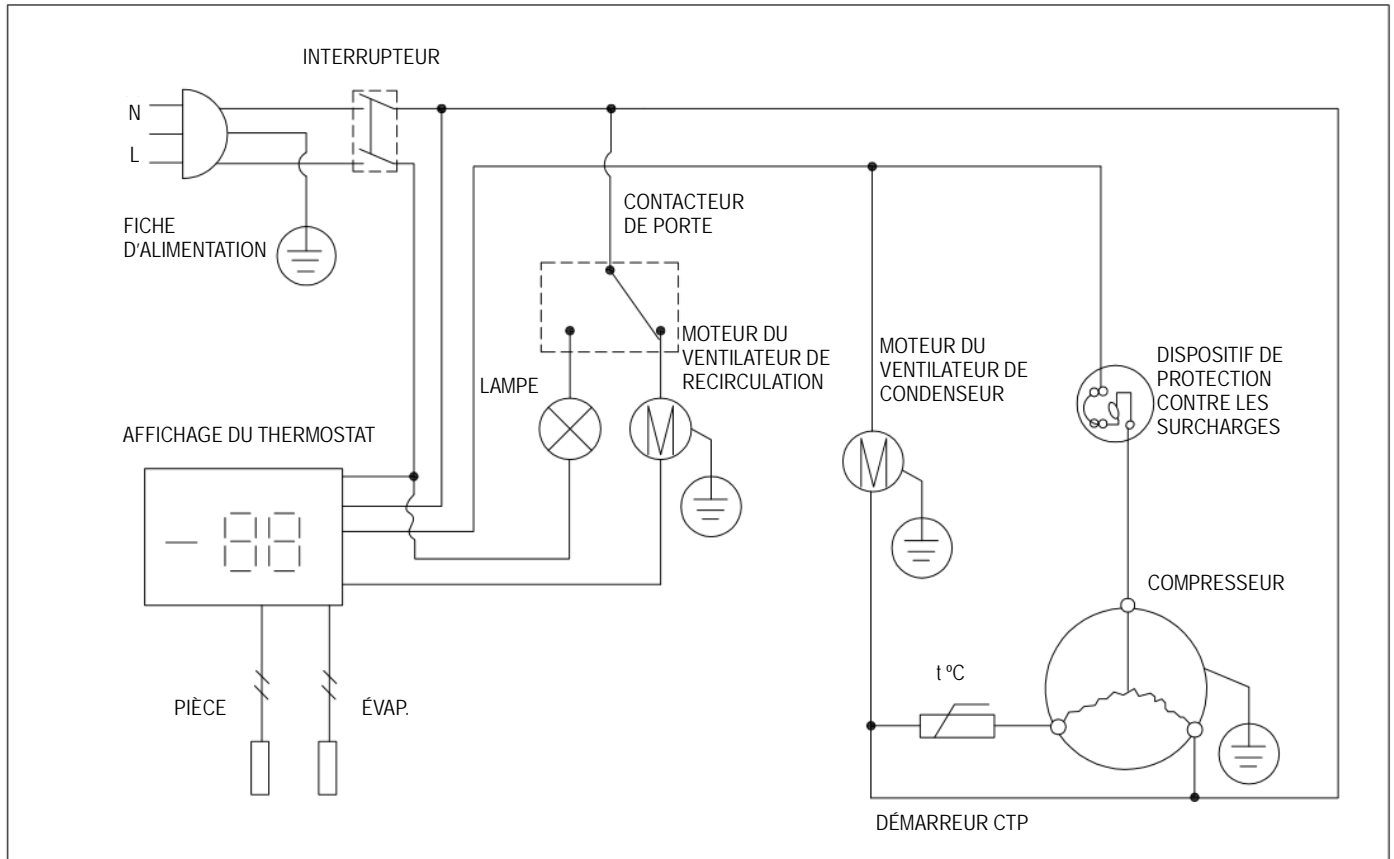 INTERRUPTEUR
N
L
FICHE
D'ALIMENTATION
CONTACTEUR
DE PORTE
MOTEUR DU
VENTILATEUR DE
RECIRCULATION
LAMPE
MOTEUR DU
VENTILATEUR DE
CONDENSEUR
DISPOSITIF DE
PROTECTION
CONTRE LES
SURCHARGES
AFFICHAGE DU THERMOSTAT
M
M
- 88
COMPRESSEUR
t ºC
PIÈCE
ÉVAP.
DÉMARREUR CTP